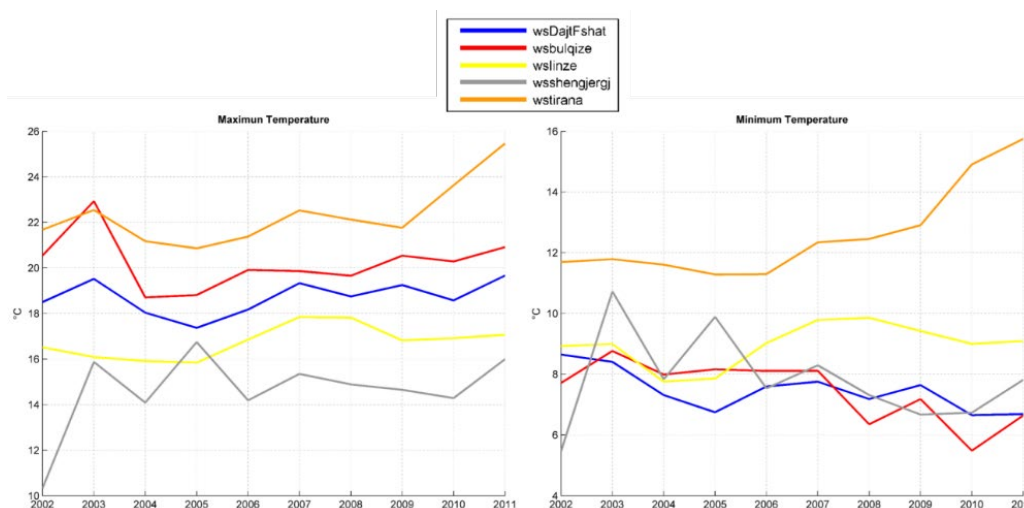 wsDajtFshat
wsbulqize
wslinze
wsshengjergj
wstirana
Maximun Temperature
26
24
22
20
18
16
14
12
10
°C
2002 2003 2004 2005 2006 2007 2008 2009 2010 2011
Minimum Temperature
16
14
12
10
8
6
4
°C
2002 2003 2004 2005 2006 2007 2008 2009 2010 201